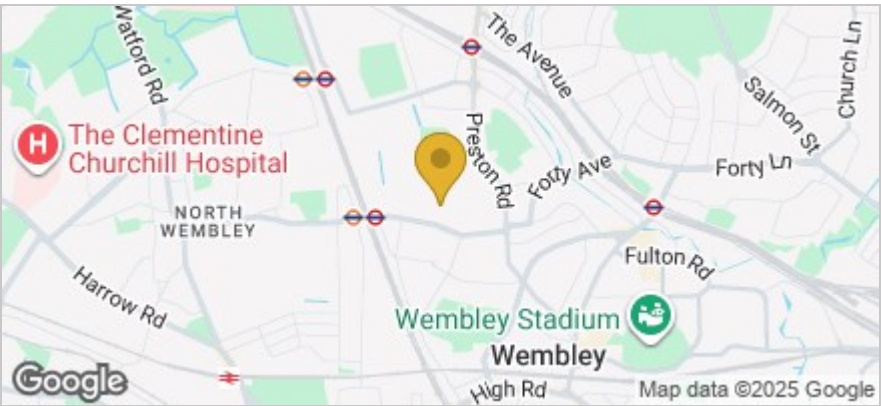 Watford Rd
The Avenue
Church Ln
Salmon St
The Clementine
Churchill Hospital
Preston Rd
Forty Ave
Forty Ln
NORTH
WEMBLEY
Fulton Rd
Harrow Rd
Wembley Stadium
Wembley
High Rd
Google
Map data ©2025 Google
H